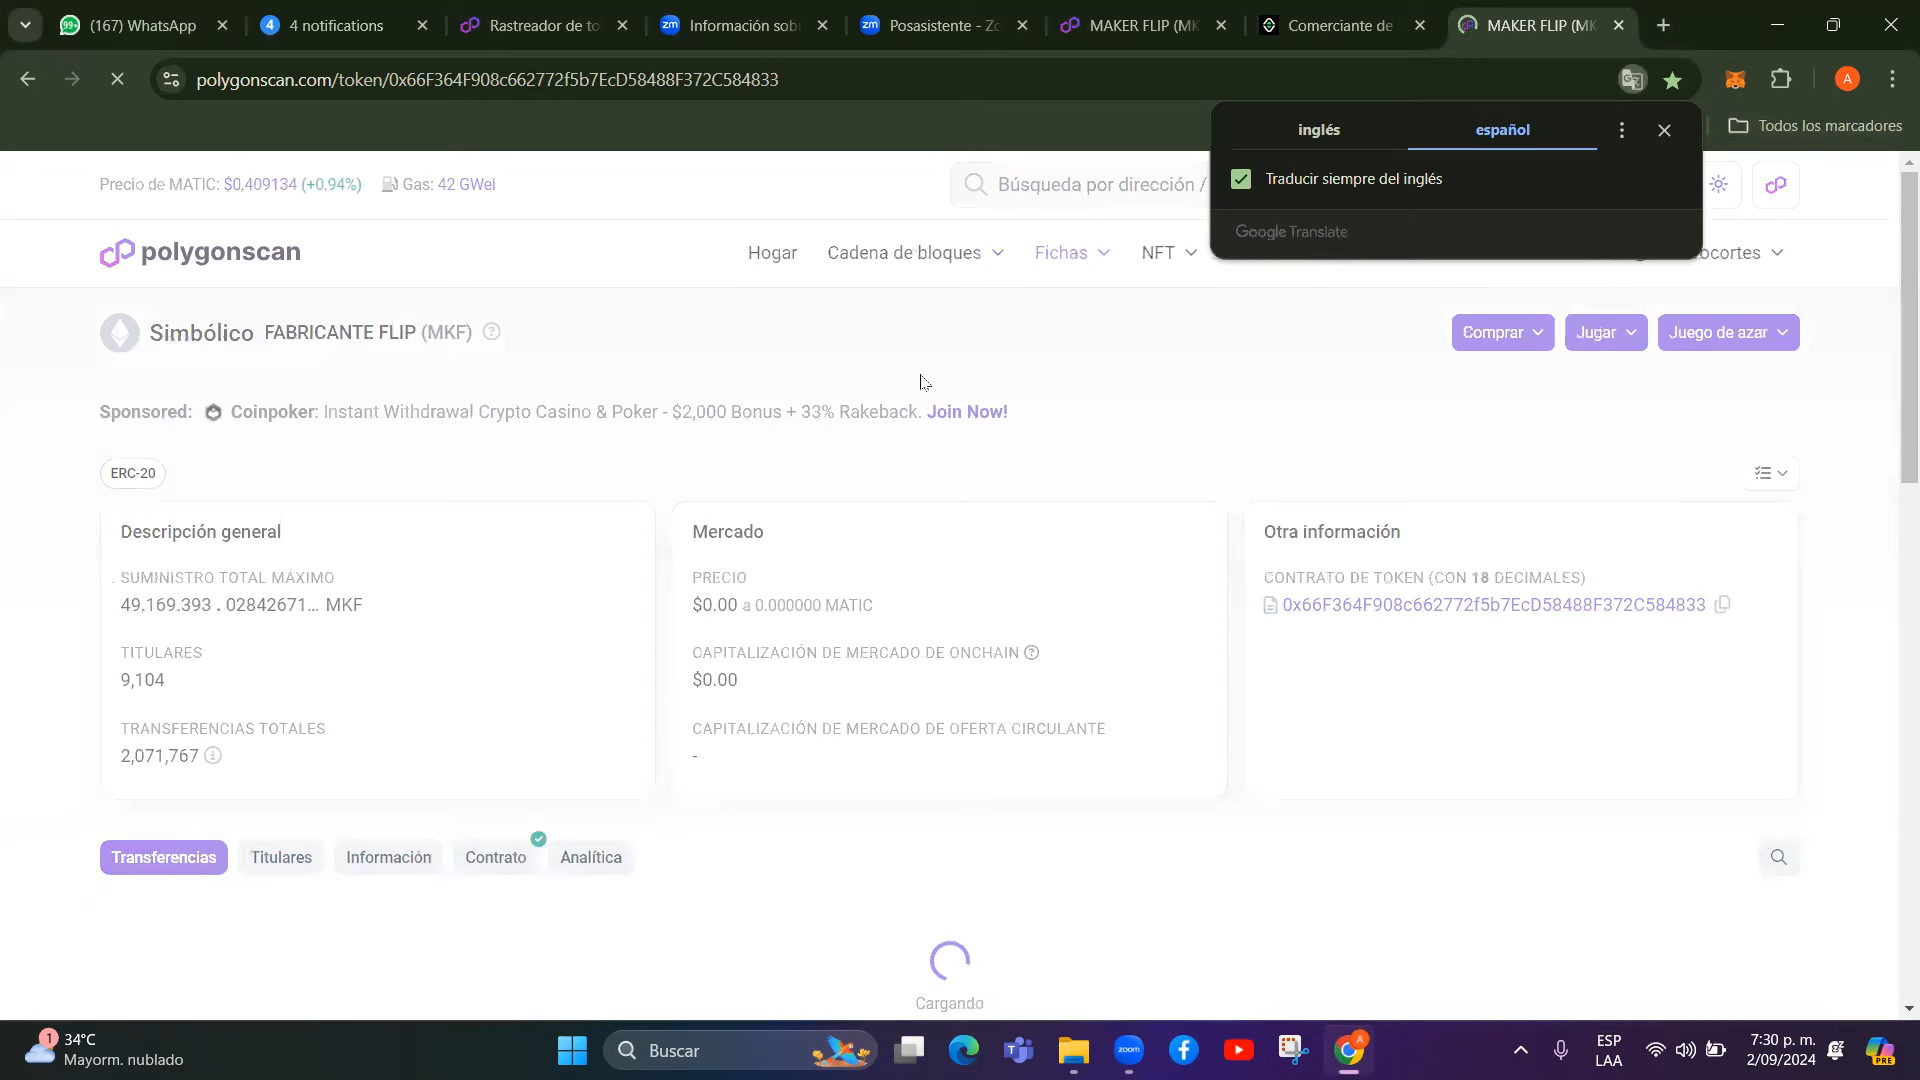 (167) WhatsApp
4 notifications
Rastreador de to
Información sob
Posasistente - Zo
MAKER FLIP (MK
Comerciante de
MAKER FLIP (MK
polygonscan.com/token/0x66F364F908c662772f5b7EcD58488F372C584833
A
inglés
español
Todos los marcadores
Traducir siempre del inglés
Google Translate
Precio de MATIC: $0,409134 (+0,94%)
Gas: 42 GWei
Búsqueda por dirección /
polygonscan
Hogar
Cadena de bloques
Fichas
NFT
ocortes
Simbólico FABRICANTE FLIP (MKF)
Comprar
Jugar
Juego de azar
Sponsored: Coinpoker: Instant Withdrawal Crypto Casino & Poker - $2,000 Bonus + 33% Rakeback. Join Now!
ERC-20
Descripción general
SUMINISTRO TOTAL MÁXIMO
49,169.393 . 02842671... MKF
TITULARES
9,104
TRANSFERENCIAS TOTALES
2,071,767
Mercado
PRECIO
$0.00 a 0.000000 MATIC
CAPITALIZACIÓN DE MERCADO DE ONCHAIN
$0.00
CAPITALIZACIÓN DE MERCADO DE OFERTA CIRCULANTE
-
Otra información
CONTRATO DE TOKEN (CON 18 DECIMALES)
0x66F364F908c662772f5b7EcD58488F372C584833
Transferencias
Titulares
Información
Contrato
Analítica
Cargando
1
34°C
Mayorm. nublado
Buscar
zoom
ESP
LAA
7:30 p. m.
2/09/2024
PRE